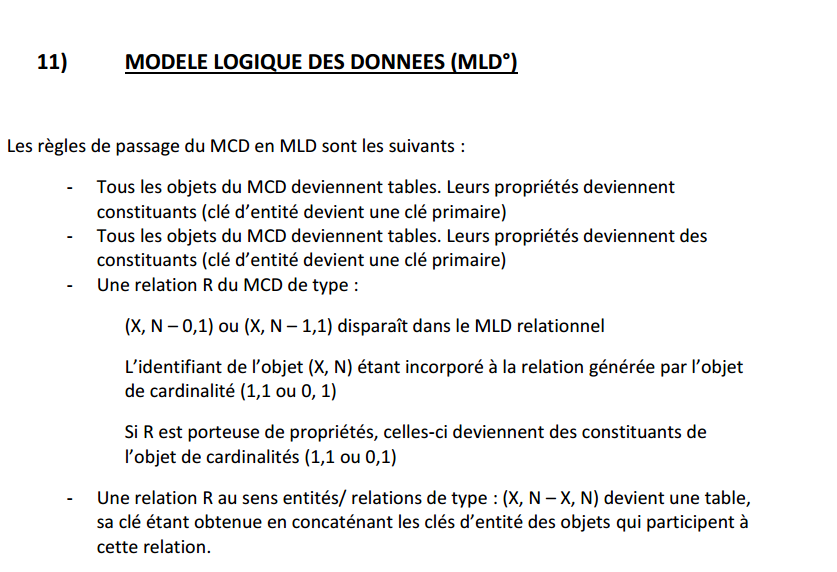 11) MODELE LOGIQUE DES DONNEES (MLD°)
Les règles de passage du MCD en MLD sont les suivants :
- Tous les objets du MCD deviennent tables. Leurs propriétés deviennent
constituants (clé d’entité devient une clé primaire)
- Tous les objets du MCD deviennent tables. Leurs propriétés deviennent des
constituants (clé d’entité devient une clé primaire)
- Une relation R du MCD de type :
(X, N – 0,1) ou (X, N – 1,1) disparaît dans le MLD relationnel
L’identifiant de l’objet (X, N) étant incorporé à la relation générée par l’objet
de cardinalité (1,1 ou 0, 1)
Si R est porteuse de propriétés, celles-ci deviennent des constituants de
l’objet de cardinalités (1,1 ou 0,1)
- Une relation R au sens entités/ relations de type : (X, N – X, N) devient une table,
sa clé étant obtenue en concaténant les clés d’entité des objets qui participent à
cette relation.